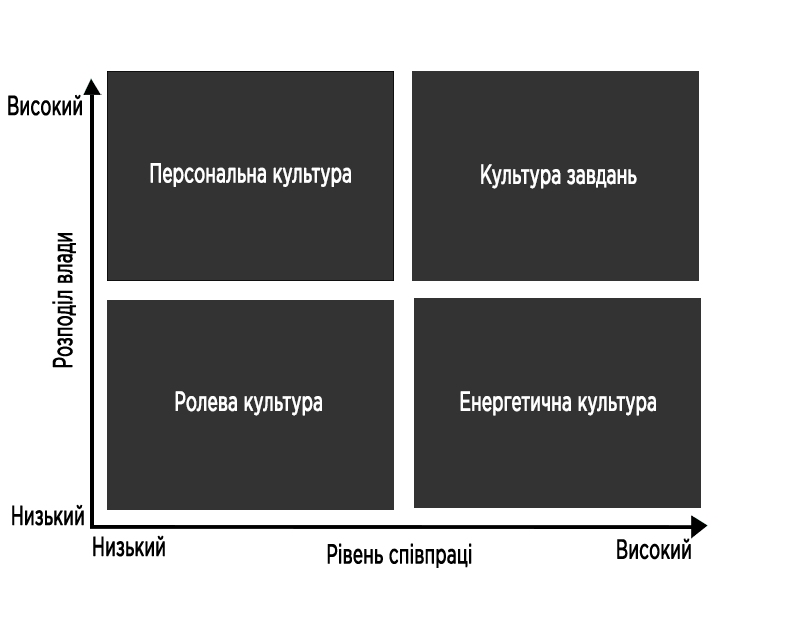 Високий
Персональна культура
Культура завдань
Розподіл влади
Ролева культура
Енергетична культура
Низький
Низький
Рівень співпраці
Високий